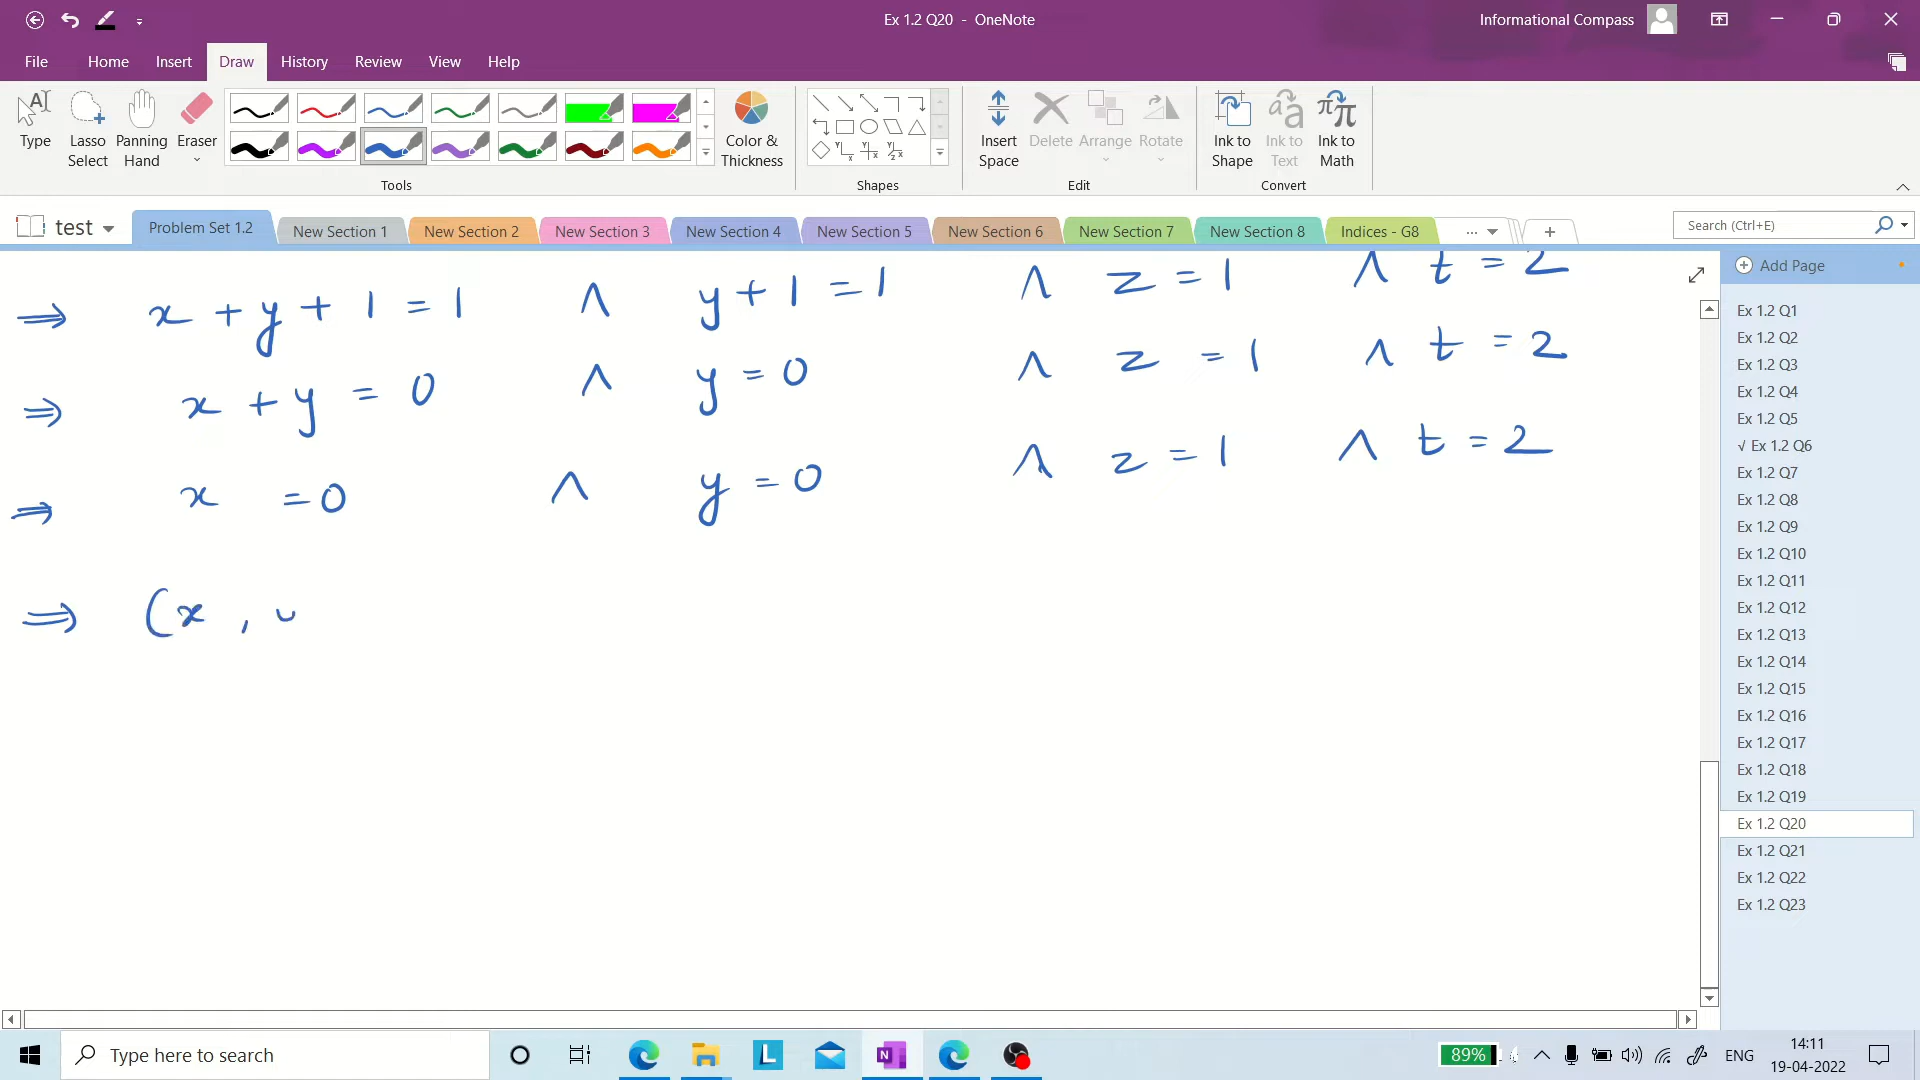 Ex 1.2 Q20 - OneNote
Informational Compass
File Home Insert Draw History Review View Help
Type
Lasso Select
Panning Hand
Eraser
Color & Thickness
Insert Space
Delete
Arrange
Rotate
Ink to Shape
Ink to Text
Ink to Math
Tools
Shapes
Edit
Convert
test
Problem Set 1.2
New Section 1
New Section 2
New Section 3
New Section 4
New Section 5
New Section 6
New Section 7
New Section 8
Indices - G8
...
Search (Ctrl+E)
⇒ x + y + 1 = 1 ∧ y + 1 = 1 ∧ z = 1 ∧ t = 2
⇒ x + y = 0 ∧ y = 0 ∧ z = 1 ∧ t = 2
⇒ x = 0 ∧ y = 0 ∧ z = 1 ∧ t = 2
⇒ (x ,
Add Page
Ex 1.2 Q1
Ex 1.2 Q2
Ex 1.2 Q3
Ex 1.2 Q4
Ex 1.2 Q5
√ Ex 1.2 Q6
Ex 1.2 Q7
Ex 1.2 Q8
Ex 1.2 Q9
Ex 1.2 Q10
Ex 1.2 Q11
Ex 1.2 Q12
Ex 1.2 Q13
Ex 1.2 Q14
Ex 1.2 Q15
Ex 1.2 Q16
Ex 1.2 Q17
Ex 1.2 Q18
Ex 1.2 Q19
Ex 1.2 Q20
Ex 1.2 Q21
Ex 1.2 Q22
Ex 1.2 Q23
Type here to search
89%
ENG
14:11
19-04-2022